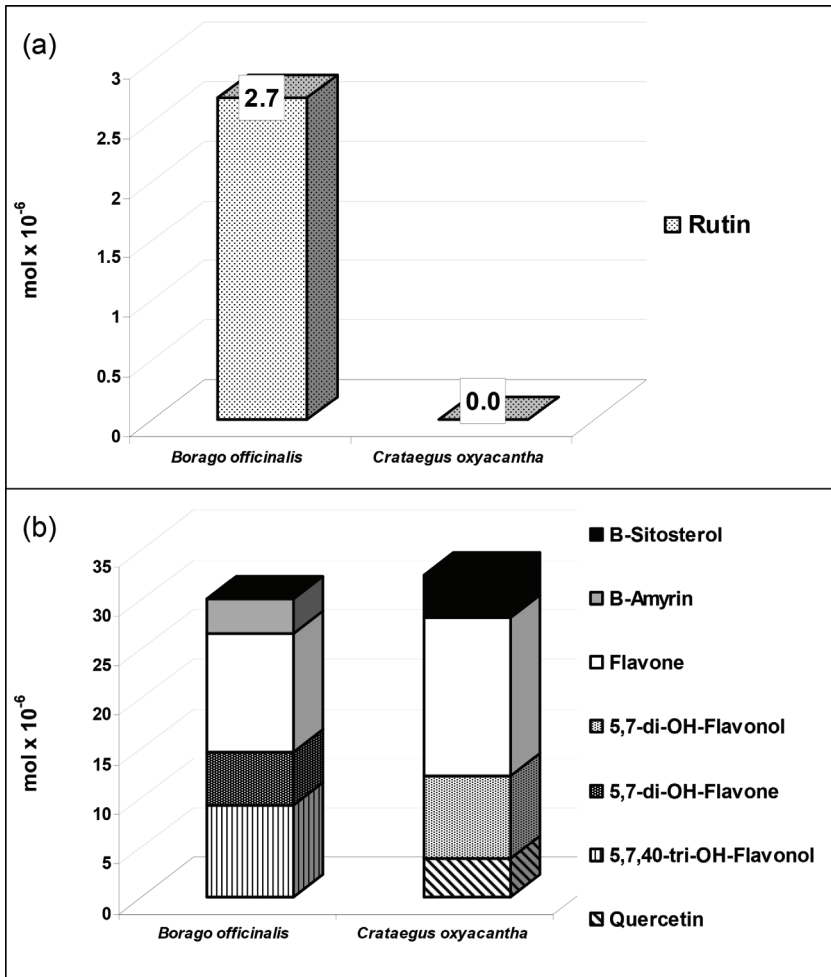 (a)
3
2.5
2
1.5
1
0.5
0
mol x 10-6
2.7
0.0
Borago officinalis
Crataegus oxyacantha
Rutin
(b)
35
30
25
20
15
10
5
0
mol x 10-6
Borago officinalis
Crataegus oxyacantha
B-Sitosterol
B-Amyrin
Flavone
5,7-di-OH-Flavonol
5,7-di-OH-Flavone
5,7,40-tri-OH-Flavonol
Quercetin